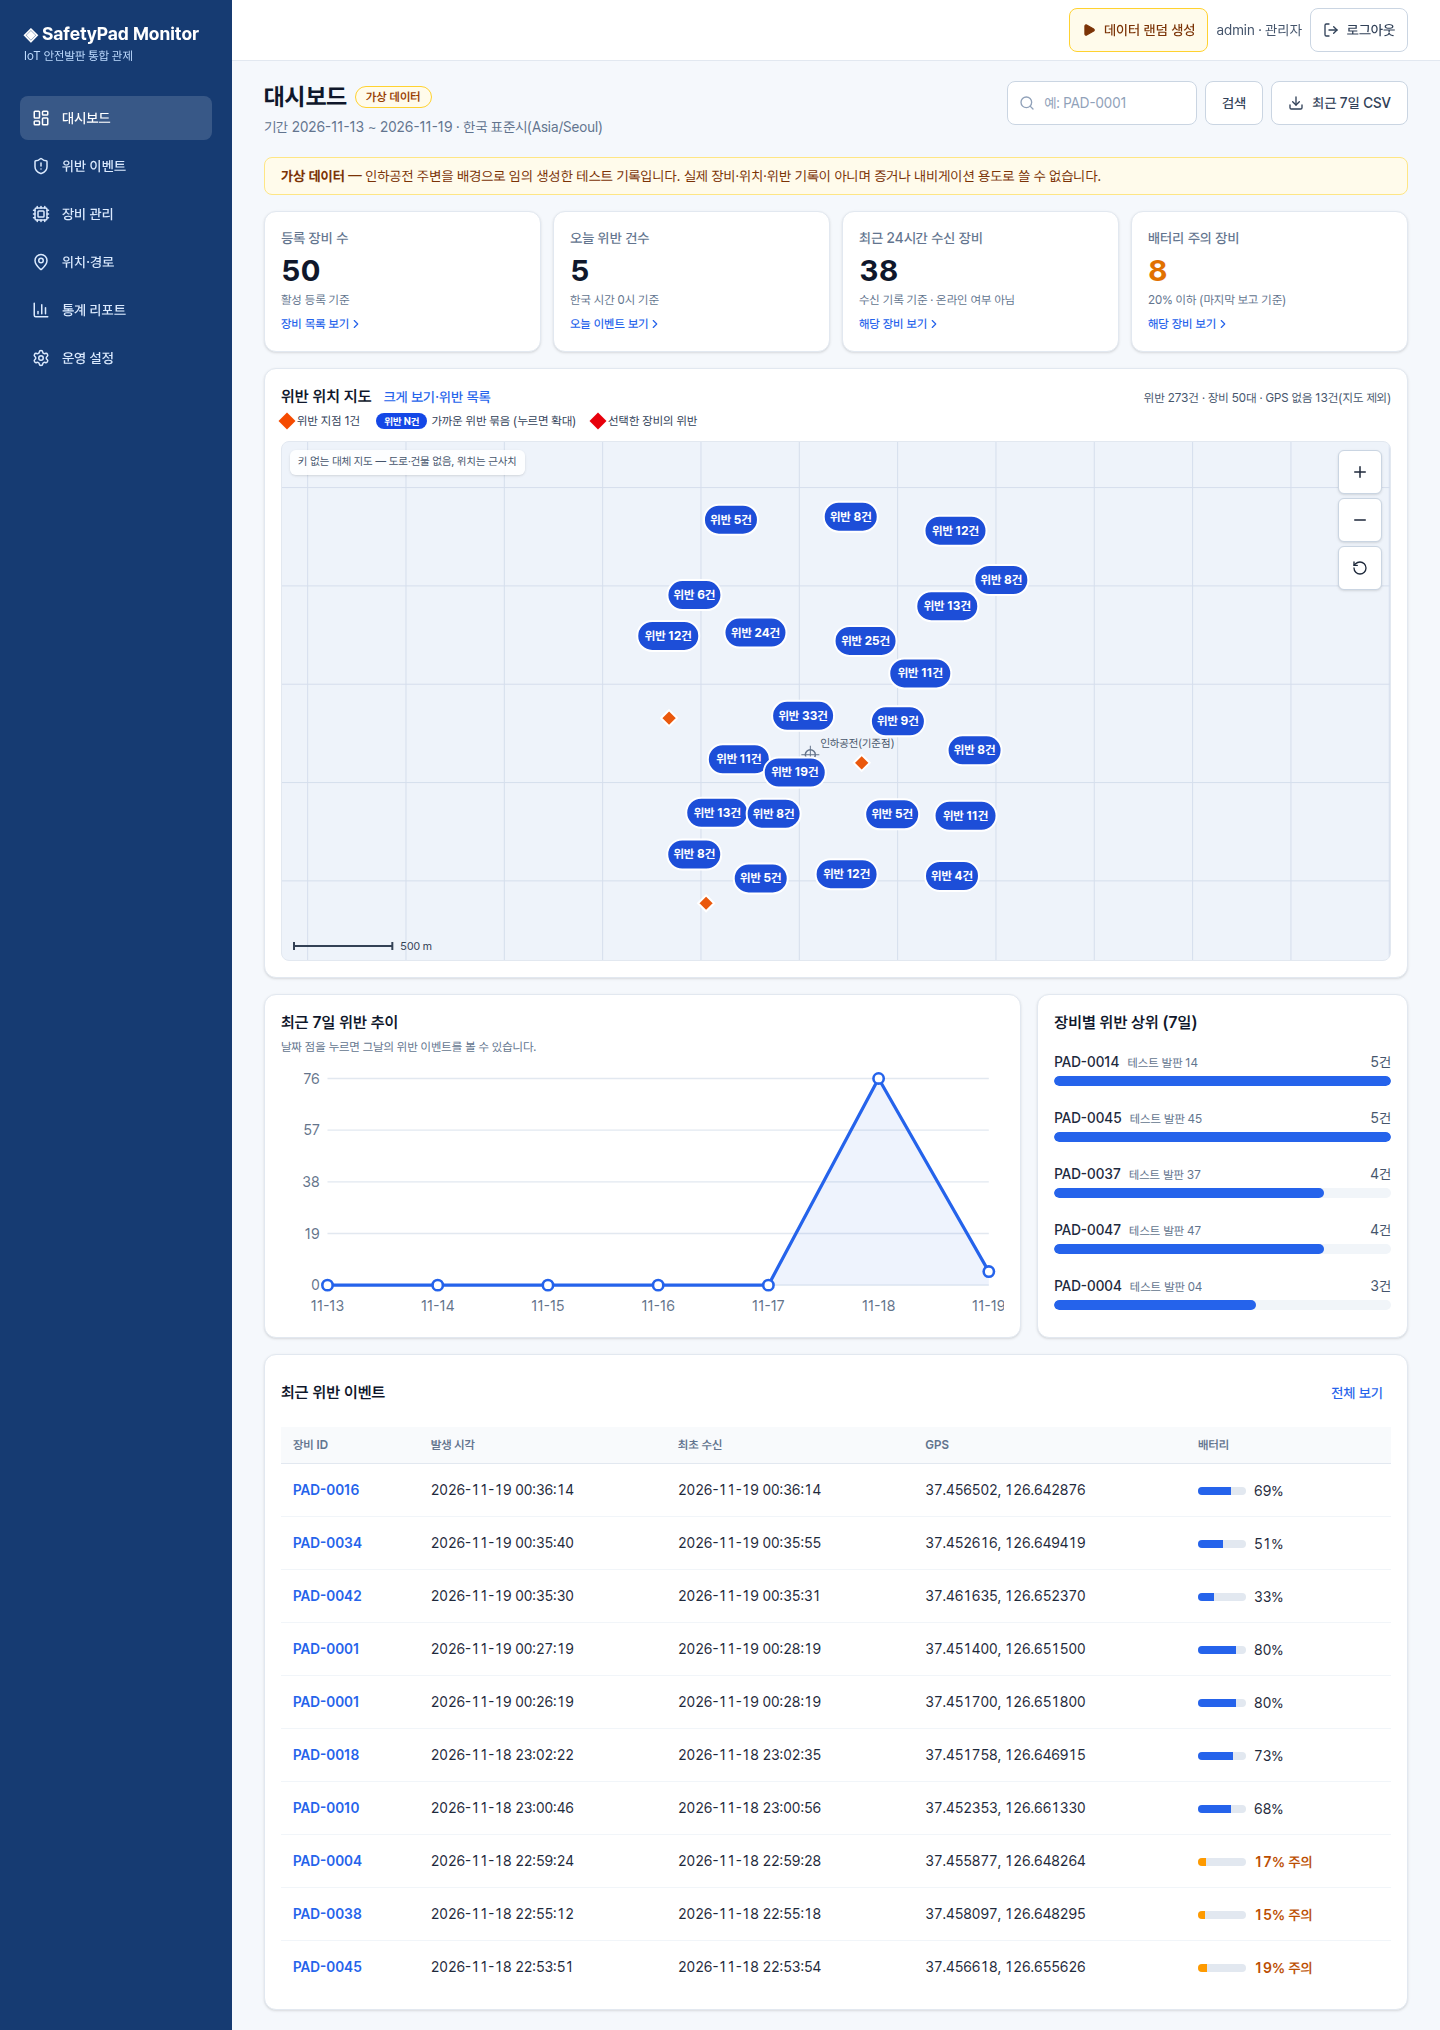 ◈ SafetyPad Monitor
IoT 안전발판 통합 관제
대시보드
위반 이벤트
장비 관리
위치·경로
통계 리포트
운영 설정
데이터 랜덤 생성
admin · 관리자
로그아웃
대시보드 가상 데이터
기간 2026-11-13 ~ 2026-11-19 · 한국 표준시(Asia/Seoul)
예: PAD-0001
검색
최근 7일 CSV
가상 데이터 — 인하공전 주변을 배경으로 임의 생성한 테스트 기록입니다. 실제 장비·위치·위반 기록이 아니며 증거나 내비게이션 용도로 쓸 수 없습니다.
등록 장비 수
50
활성 등록 기준
장비 목록 보기
오늘 위반 건수
5
한국 시간 0시 기준
오늘 이벤트 보기
최근 24시간 수신 장비
38
수신 기록 기준 · 온라인 여부 아님
해당 장비 보기
배터리 주의 장비
8
20% 이하 (마지막 보고 기준)
해당 장비 보기
위반 위치 지도 크게 보기·위반 목록
위반 273건 · 장비 50대 · GPS 없음 13건(지도 제외)
위반 지점 1건 위반 N건 가까운 위반 묶음 (누르면 확대) 선택한 장비의 위반
키 없는 대체 지도 — 도로·건물 없음, 위치는 근사치
위반 5건
위반 8건
위반 12건
위반 8건
위반 6건
위반 13건
위반 12건
위반 24건
위반 25건
위반 11건
위반 33건
위반 9건
인하공전(기준점)
위반 8건
위반 11건
위반 19건
위반 13건
위반 8건
위반 5건
위반 11건
위반 8건
위반 5건
위반 12건
위반 4건
500 m
최근 7일 위반 추이
날짜 점을 누르면 그날의 위반 이벤트를 볼 수 있습니다.
76
57
38
19
0
11-13 11-14 11-15 11-16 11-17 11-18 11-19
장비별 위반 상위 (7일)
PAD-0014 테스트 발판 14 5건
PAD-0045 테스트 발판 45 5건
PAD-0037 테스트 발판 37 4건
PAD-0047 테스트 발판 47 4건
PAD-0004 테스트 발판 04 3건
최근 위반 이벤트
전체 보기
장비 ID 발생 시각 최초 수신 GPS 배터리
PAD-0016 2026-11-19 00:36:14 2026-11-19 00:36:14 37.456502, 126.642876 69%
PAD-0034 2026-11-19 00:35:40 2026-11-19 00:35:55 37.452616, 126.649419 51%
PAD-0042 2026-11-19 00:35:30 2026-11-19 00:35:31 37.461635, 126.652370 33%
PAD-0001 2026-11-19 00:27:19 2026-11-19 00:28:19 37.451400, 126.651500 80%
PAD-0001 2026-11-19 00:26:19 2026-11-19 00:28:19 37.451700, 126.651800 80%
PAD-0018 2026-11-18 23:02:22 2026-11-18 23:02:35 37.451758, 126.646915 73%
PAD-0010 2026-11-18 23:00:46 2026-11-18 23:00:56 37.452353, 126.661330 68%
PAD-0004 2026-11-18 22:59:24 2026-11-18 22:59:28 37.455877, 126.648264 17% 주의
PAD-0038 2026-11-18 22:55:12 2026-11-18 22:55:18 37.458097, 126.648295 15% 주의
PAD-0045 2026-11-18 22:53:51 2026-11-18 22:53:54 37.456618, 126.655626 19% 주의